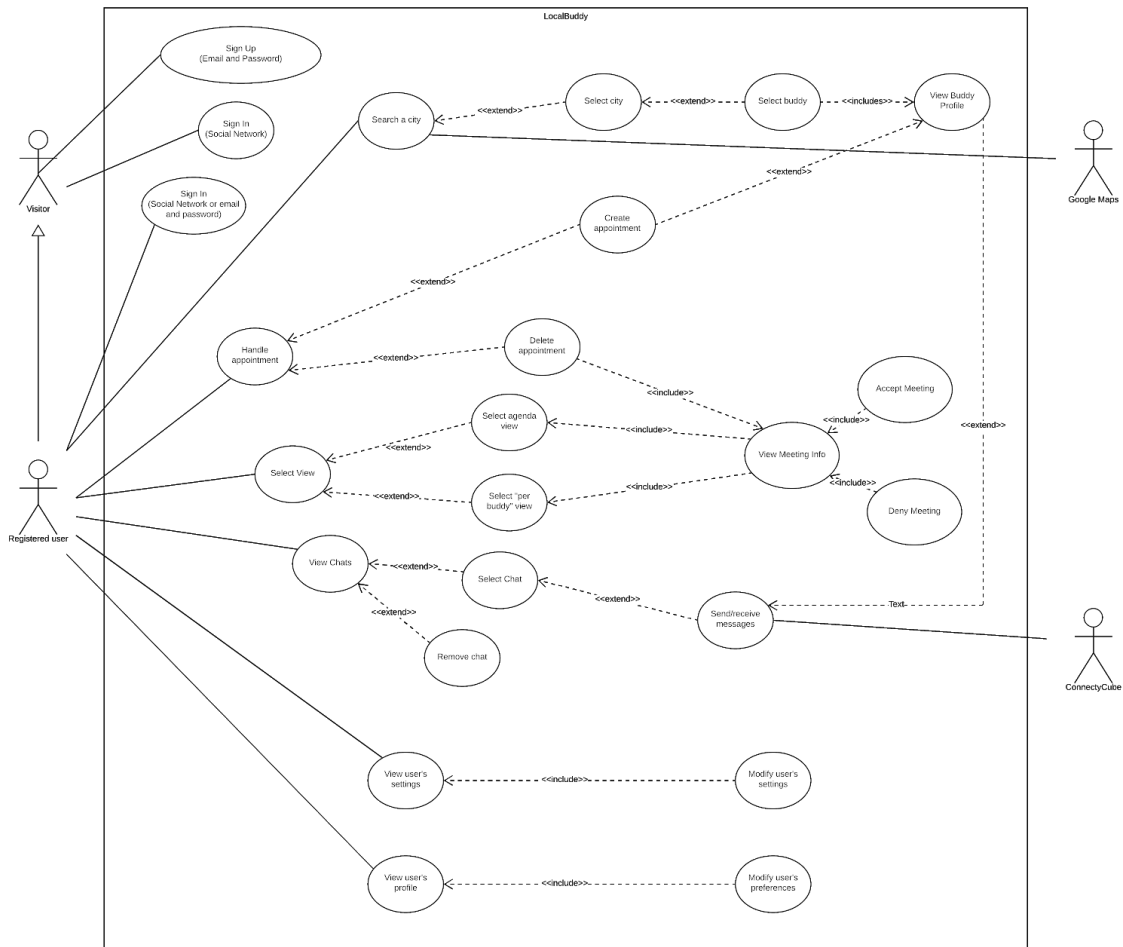 LocalBuddy
Sign Up
(Email and Password)
Sign In
(Social Network)
Sign In
(Social Network or email
and password)
Visitor
Search a city
<<extend>>
Select city
<<extend>>
Select buddy
<<includes>>
View Buddy
Profile
Google Maps
<<extend>>
Create
appointment
<<extend>>
Handle
appointment
<<extend>>
Delete
appointment
<<include>>
Accept Meeting
<<include>>
<<extend>>
Select agenda
view
<<extend>>
<<include>>
View Meeting Info
Select View
<<include>>
<<include>>
<<extend>>
Select "per
buddy" view
Deny Meeting
Registered user
View Chats
<<extend>>
Select Chat
<<extend>>
<<extend>>
Text
Send/receive
messages
Remove chat
ConnectyCube
View user's
settings
<<include>>
Modify user's
settings
View user's
profile
<<include>>
Modify user's
preferences